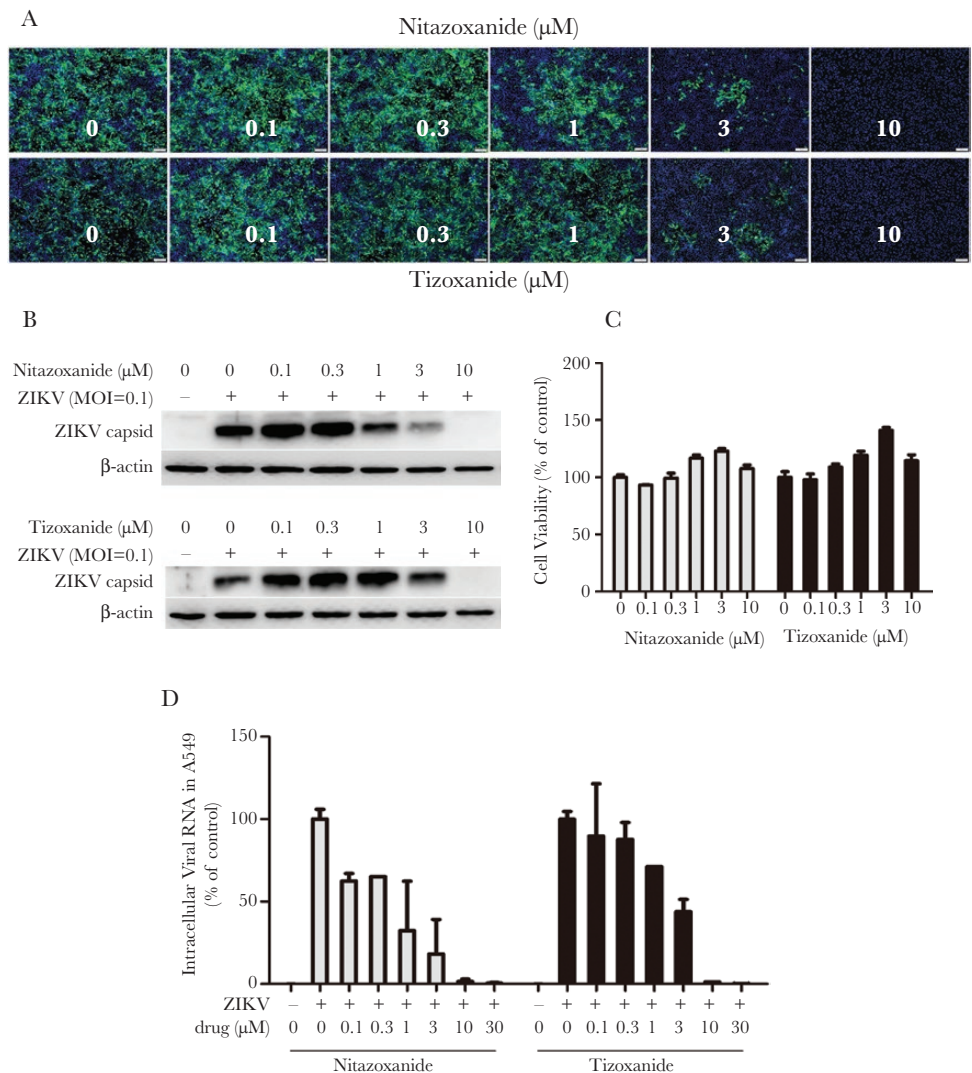 A
Nitazoxanide (μM)
0 0.1 0.3 1 3 10
0 0.1 0.3 1 3 10
Tizoxanide (μM)
B
Nitazoxanide (μM) 0 0 0.1 0.3 1 3 10
ZIKV (MOI=0.1) – + + + + + +
ZIKV capsid
β-actin
Tizoxanide (μM) 0 0 0.1 0.3 1 3 10
ZIKV (MOI=0.1) – + + + + + +
ZIKV capsid
β-actin
C
Cell Viability (% of control)
200
150
100
50
0
0 0.1 0.3 1 3 10 0 0.1 0.3 1 3 10
Nitazoxanide (μM) Tizoxanide (μM)
D
Intracellular Viral RNA in A549
(% of control)
150
100
50
0
ZIKV – + + + + + + + – + + + + + + +
drug (μM) 0 0 0.1 0.3 1 3 10 30 0 0 0.1 0.3 1 3 10 30
Nitazoxanide Tizoxanide